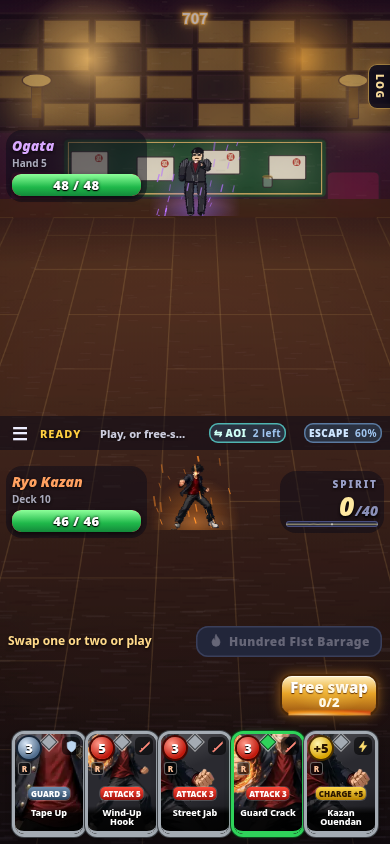 707
LOG
Ogata
Hand 5
48 / 48
READY
Play, or free-s...
⇆ AOI 2 left
ESCAPE 60%
Ryo Kazan
Deck 10
46 / 46
SPIRIT
0/40
Swap one or two or play
Hundred Fist Barrage
Free swap
0/2
3
R
GUARD 3
Tape Up
5
R
ATTACK 5
Wind-Up
Hook
3
R
ATTACK 3
Street Jab
3
R
ATTACK 3
Guard Crack
+5
R
CHARGE +5
Kazan
Ouendan